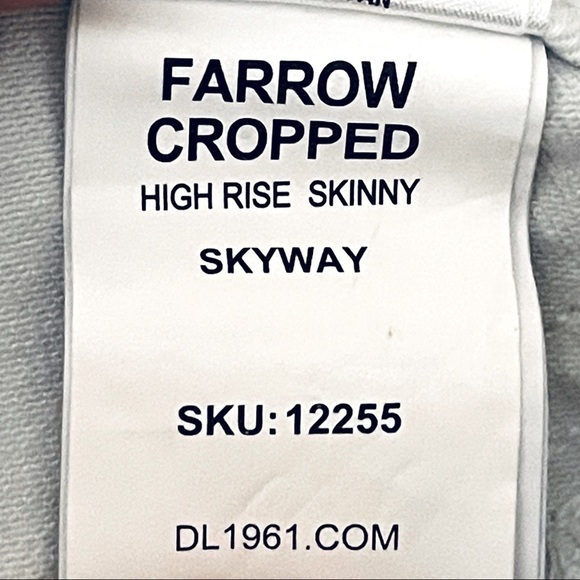 FARROW
CROPPED
HIGH RISE SKINNY
SKYWAY
SKU: 12255
DL1961.COM